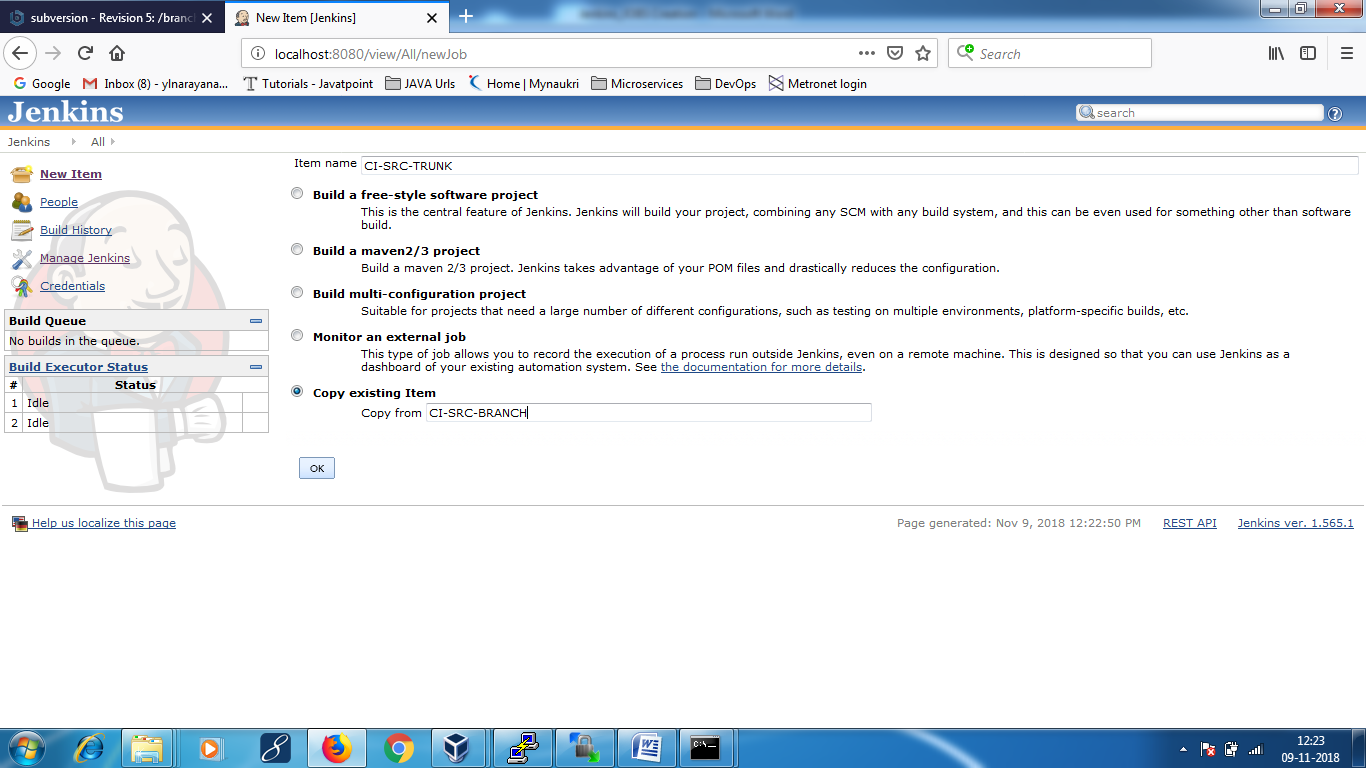 subversion - Revision 5: /branc
New Item [Jenkins]
localhost:8080/view/All/newJob
Search
Google
Inbox (8) - ylnarayana...
Tutorials - Javatpoint
JAVA Urls
Home | Mynaukri
Microservices
DevOps
Metronet login
Jenkins
search
Jenkins
All
New Item
People
Build History
Manage Jenkins
Credentials
Build Queue
No builds in the queue.
Build Executor Status
# Status
1 Idle
2 Idle
Item name CI-SRC-TRUNK
Build a free-style software project
This is the central feature of Jenkins. Jenkins will build your project, combining any SCM with any build system, and this can be even used for something other than software
build.
Build a maven2/3 project
Build a maven 2/3 project. Jenkins takes advantage of your POM files and drastically reduces the configuration.
Build multi-configuration project
Suitable for projects that need a large number of different configurations, such as testing on multiple environments, platform-specific builds, etc.
Monitor an external job
This type of job allows you to record the execution of a process run outside Jenkins, even on a remote machine. This is designed so that you can use Jenkins as a
dashboard of your existing automation system. See the documentation for more details.
Copy existing Item
Copy from CI-SRC-BRANCH
OK
Help us localize this page
Page generated: Nov 9, 2018 12:22:50 PM
REST API
Jenkins ver. 1.565.1
12:23
09-11-2018